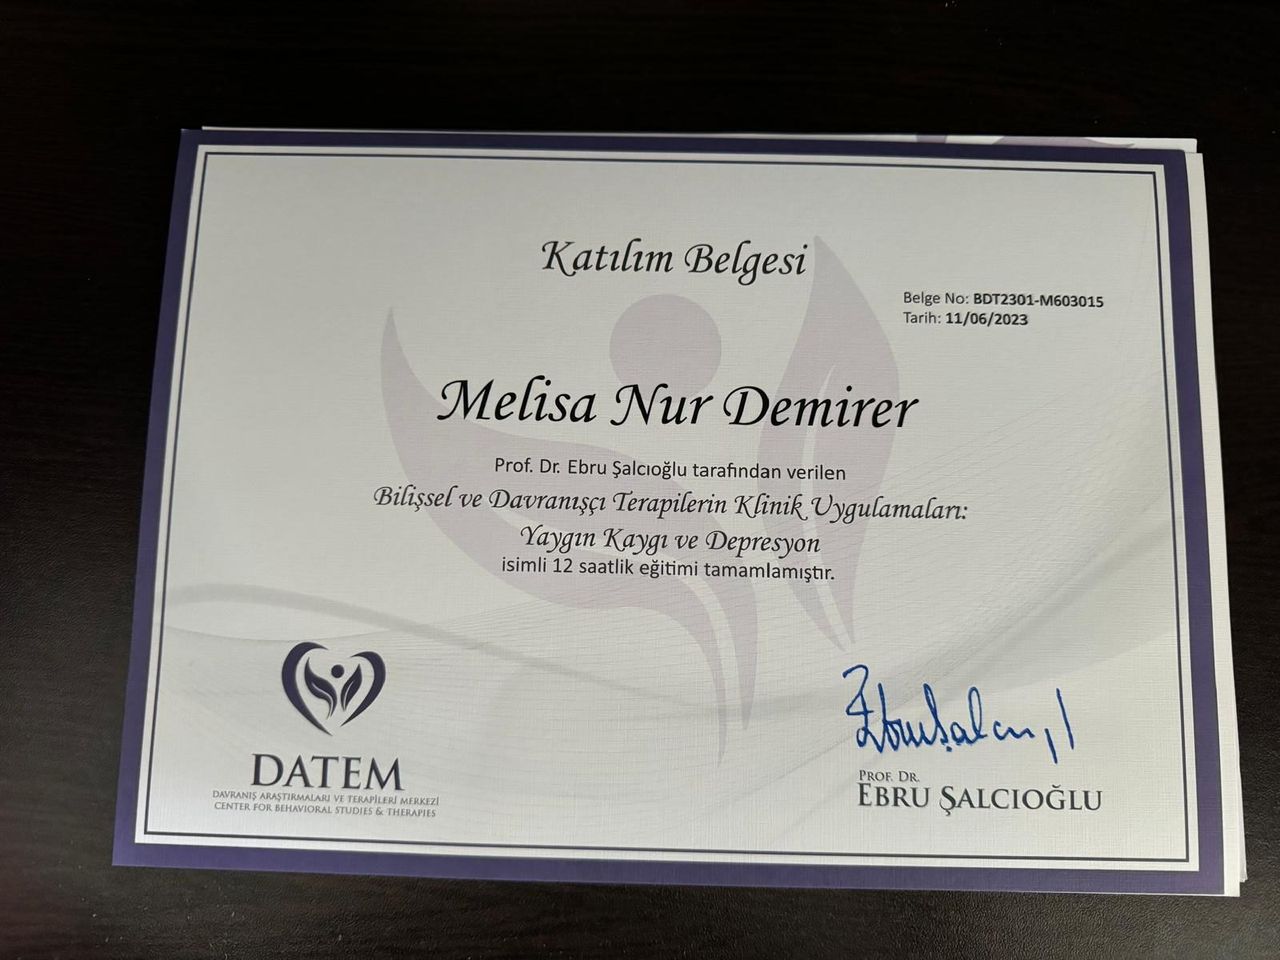 Katılım Belgesi
Belge No: BDT2301-M603015
Tarih: 11/06/2023
Melisa Nur Demirer
Prof. Dr. Ebru Şalcıoğlu tarafından verilen
Bilişsel ve Davranışçı Terapilerin Klinik Uygulamaları:
Yaygın Kaygı ve Depresyon
isimli 12 saatlik eğitimi tamamlamıştır.
DATEM
DAVRANIŞ ARAŞTIRMALARI VE TERAPİLERİ MERKEZİ
CENTER FOR BEHAVIORAL STUDIES & THERAPIES
PROF. DR.
EBRU ŞALCIOĞLU